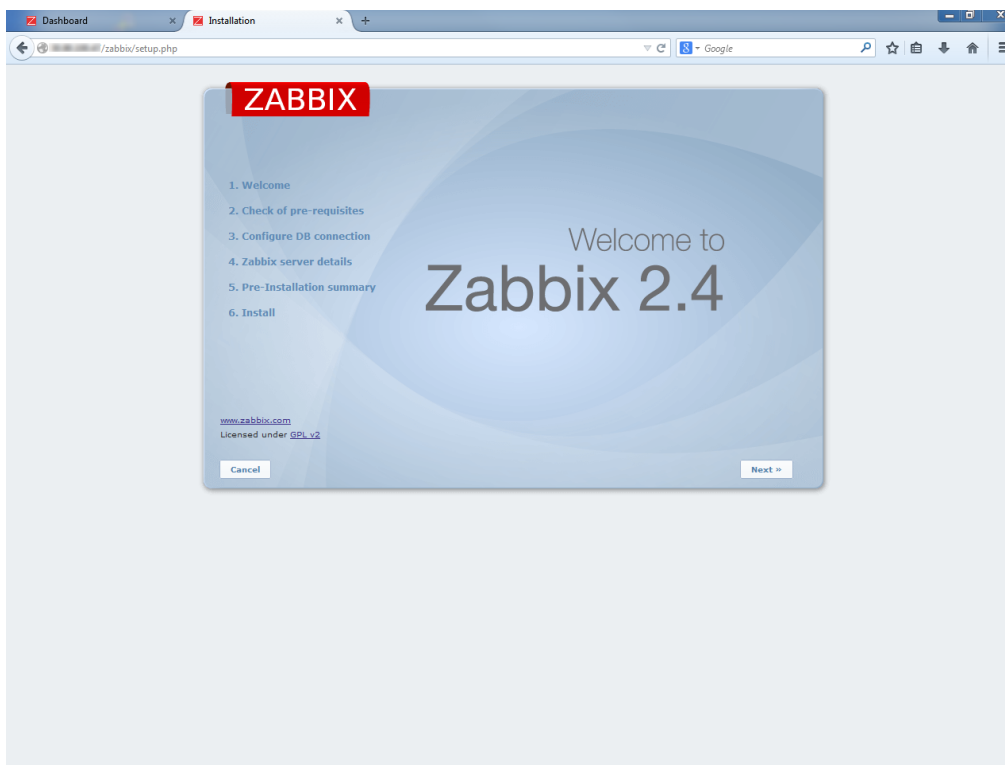 Dashboard
Installation
/zabbix/setup.php
Google
ZABBIX
1. Welcome
2. Check of pre-requisites
3. Configure DB connection
4. Zabbix server details
5. Pre-Installation summary
6. Install
Welcome to
Zabbix 2.4
www.zabbix.com
Licensed under GPL v2
Cancel
Next »